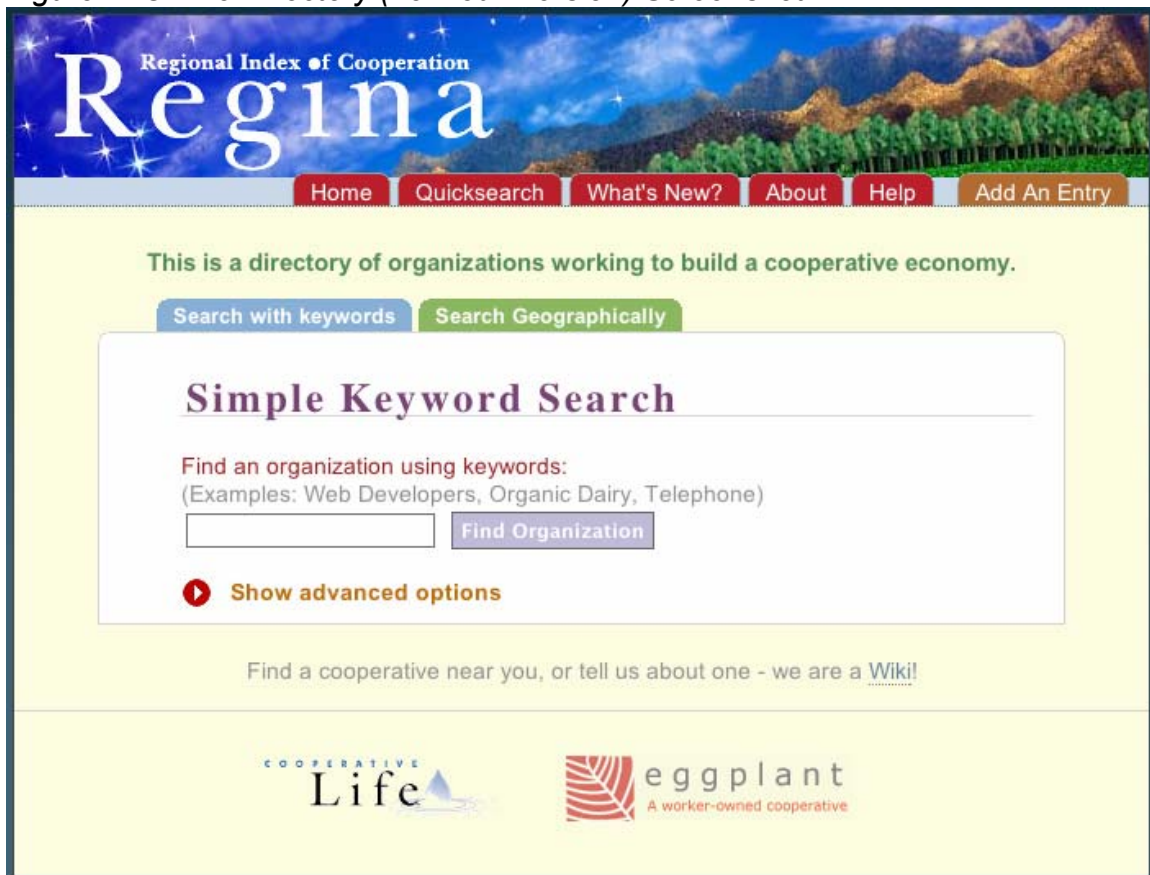 Regional Index of Cooperation
Regina
Home Quicksearch What's New? About Help Add An Entry
This is a directory of organizations working to build a cooperative economy.
Search with keywords Search Geographically
Simple Keyword Search
Find an organization using keywords:
(Examples: Web Developers, Organic Dairy, Telephone)
Find Organization
Show advanced options
Find a cooperative near you, or tell us about one - we are a Wiki!
COOPERATIVE
Life
eggplant
A worker-owned cooperative